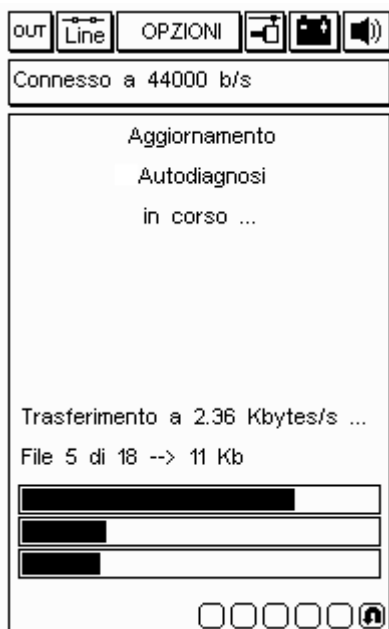 OUT Line OPZIONI
Connesso a 44000 b/s
Aggiornamento
Autodiagnosi
in corso ...
Trasferimento a 2.36 Kbytes/s ...
File 5 di 18 --> 11 Kb